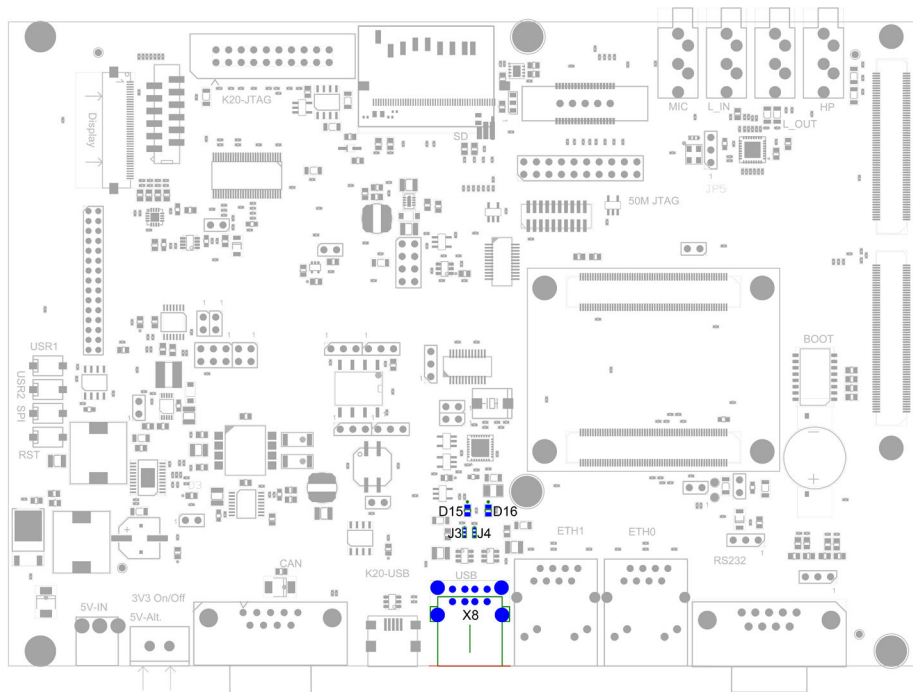 K20-JTAG
Display
SD
MIC
L_IN
HP
L_OUT
JP5
50M JTAG
USR1
USR2
SPI
RST
BOOT
D15
D16
J3
J4
ETH1
ETH0
RS232
CAN
K20-USB
USB
X8
3V3 On/Off
5V-IN
5V-Alt.